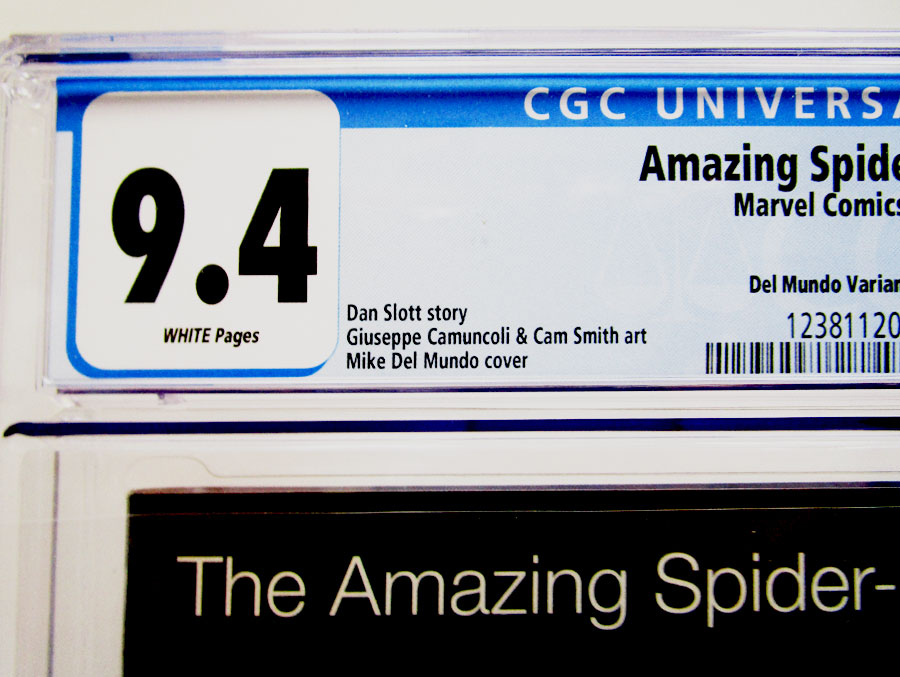 CGC UNIVERSA
9.4
WHITE Pages
Amazing Spide
Marvel Comics
Del Mundo Varian
Dan Slott story
Giuseppe Camuncoli & Cam Smith art
Mike Del Mundo cover
12381120
The Amazing Spider-